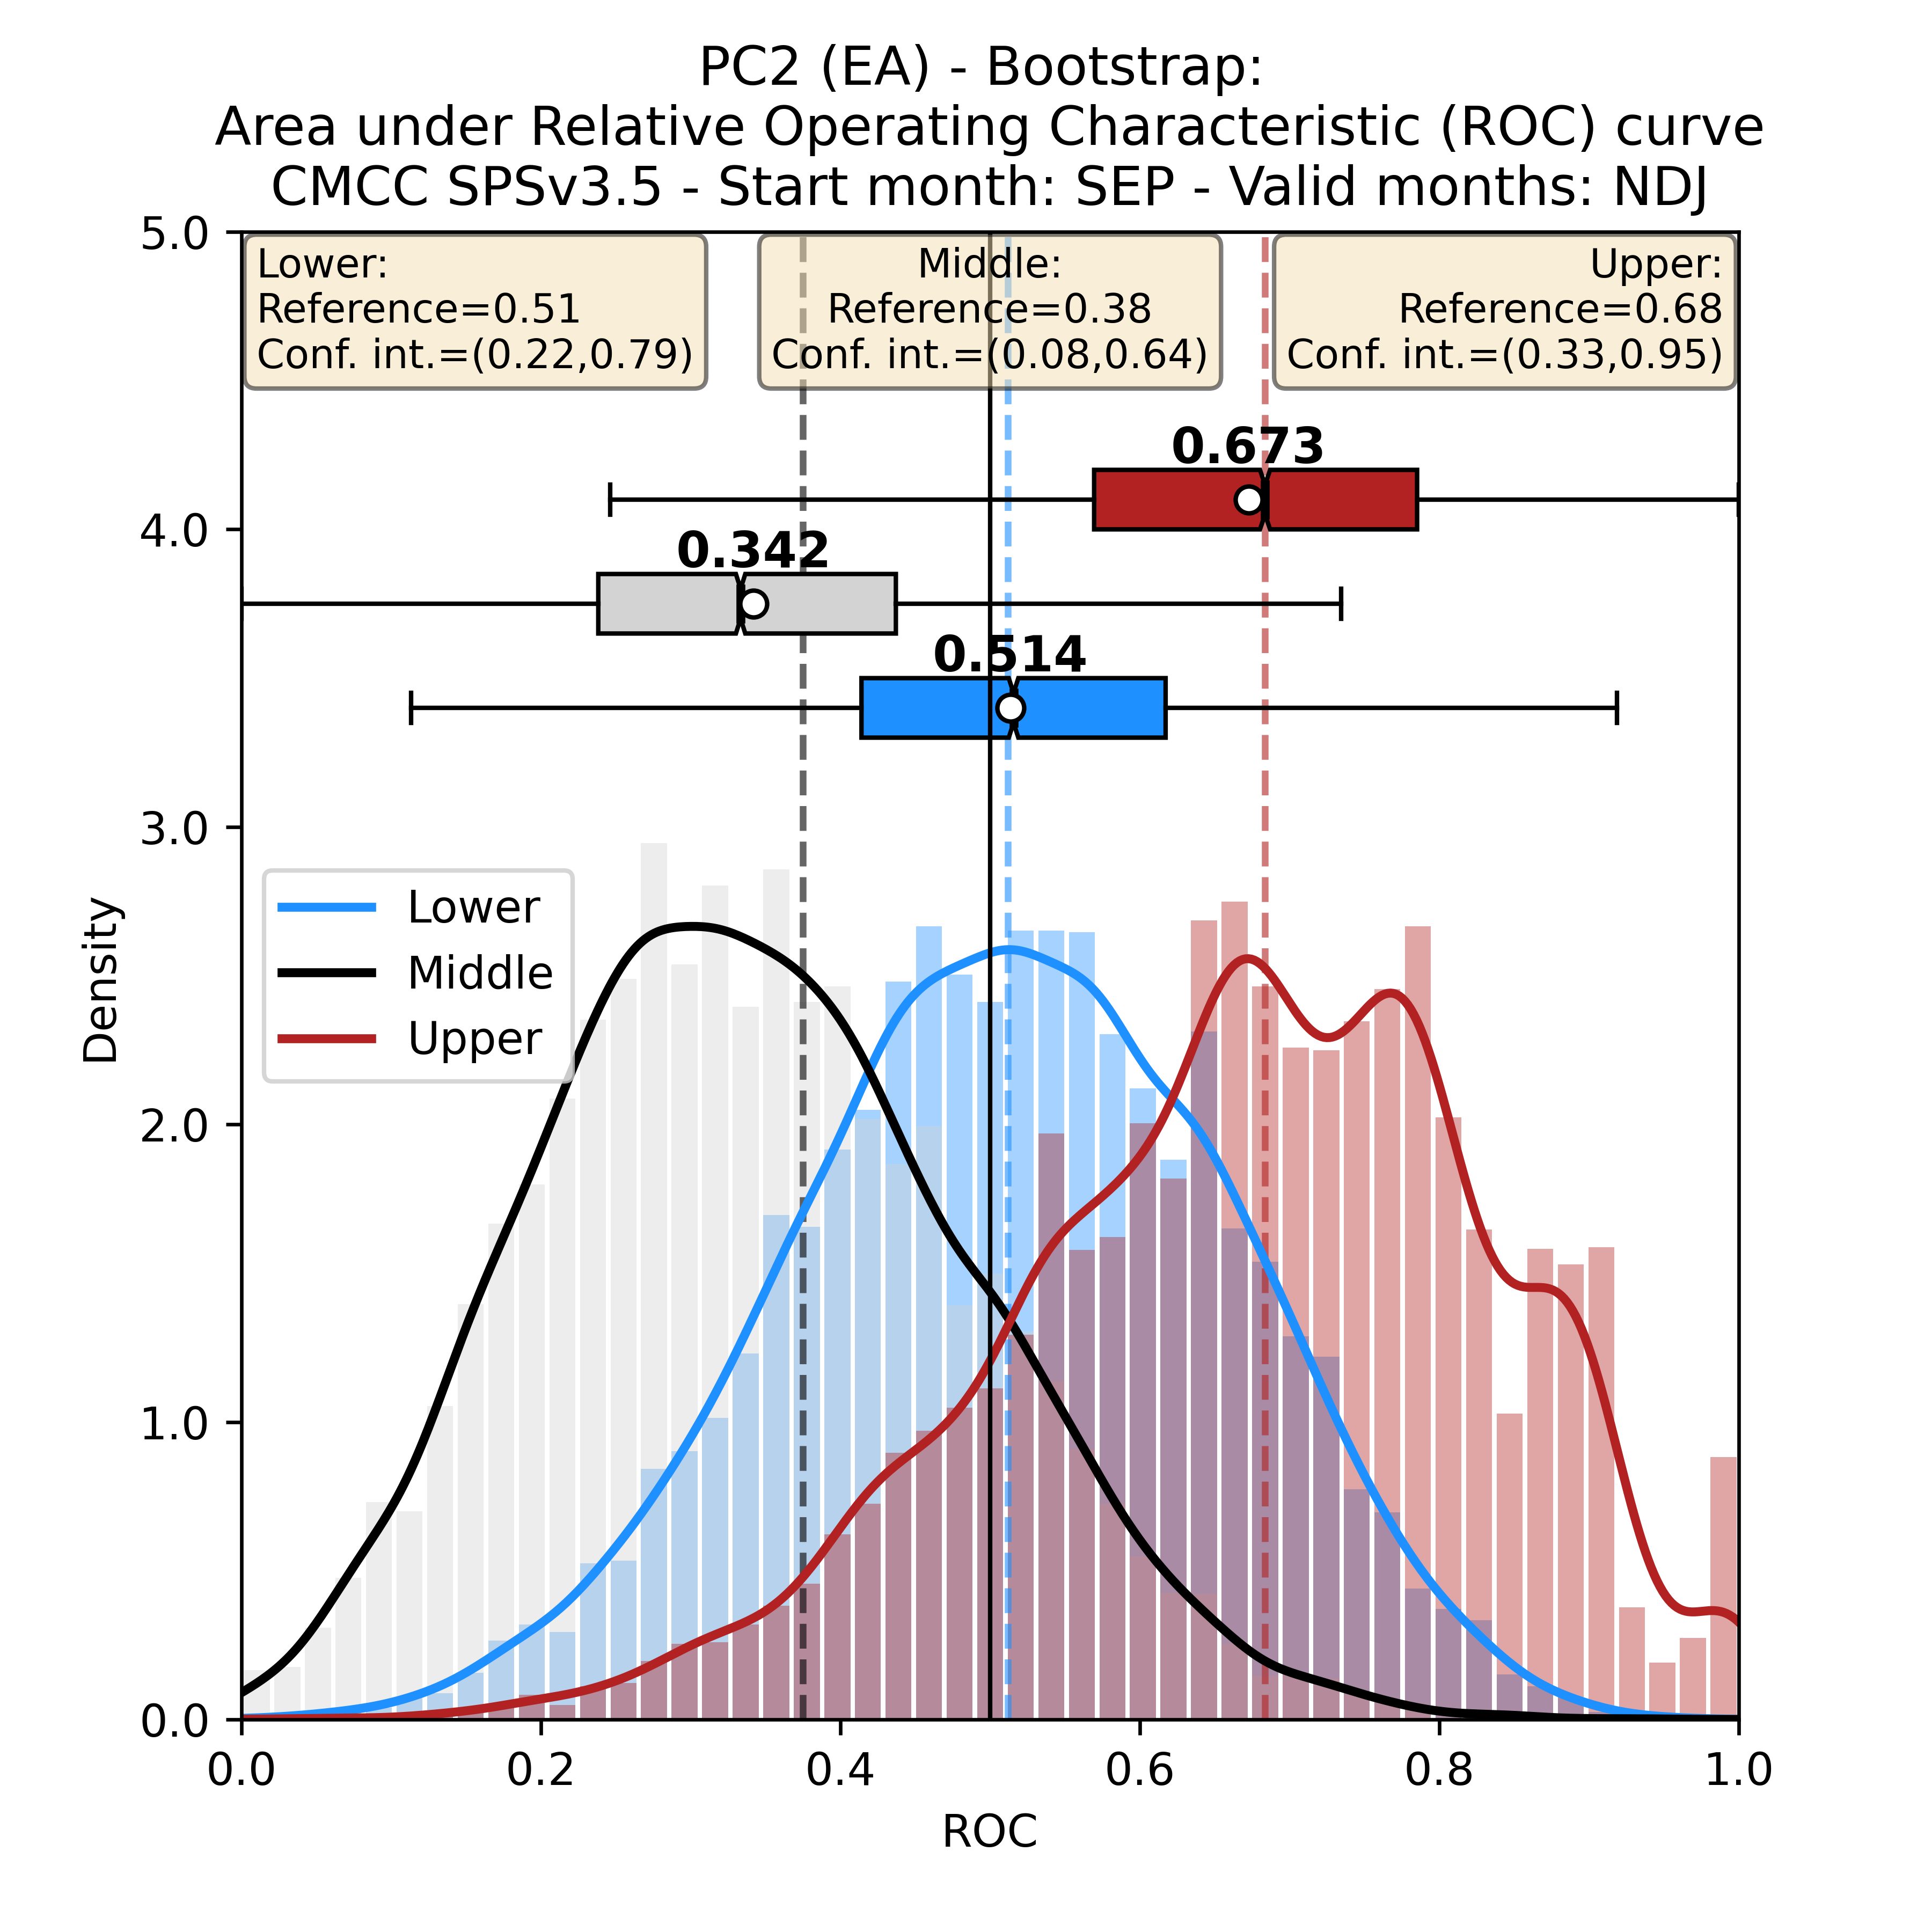 PC2 (EA) - Bootstrap:
Area under Relative Operating Characteristic (ROC) curve
CMCC SPSv3.5 - Start month: SEP - Valid months: NDJ
5.0
Lower:
Reference=0.51
Conf. int.=(0.22,0.79)
Middle:
Reference=0.38
Conf. int.=(0.08,0.64)
Upper:
Reference=0.68
Conf. int.=(0.33,0.95)
0.673
4.0
0.342
0.514
3.0
Lower
Middle
Upper
Density
2.0
1.0
0.0
0.0 0.2 0.4 0.6 0.8 1.0
ROC